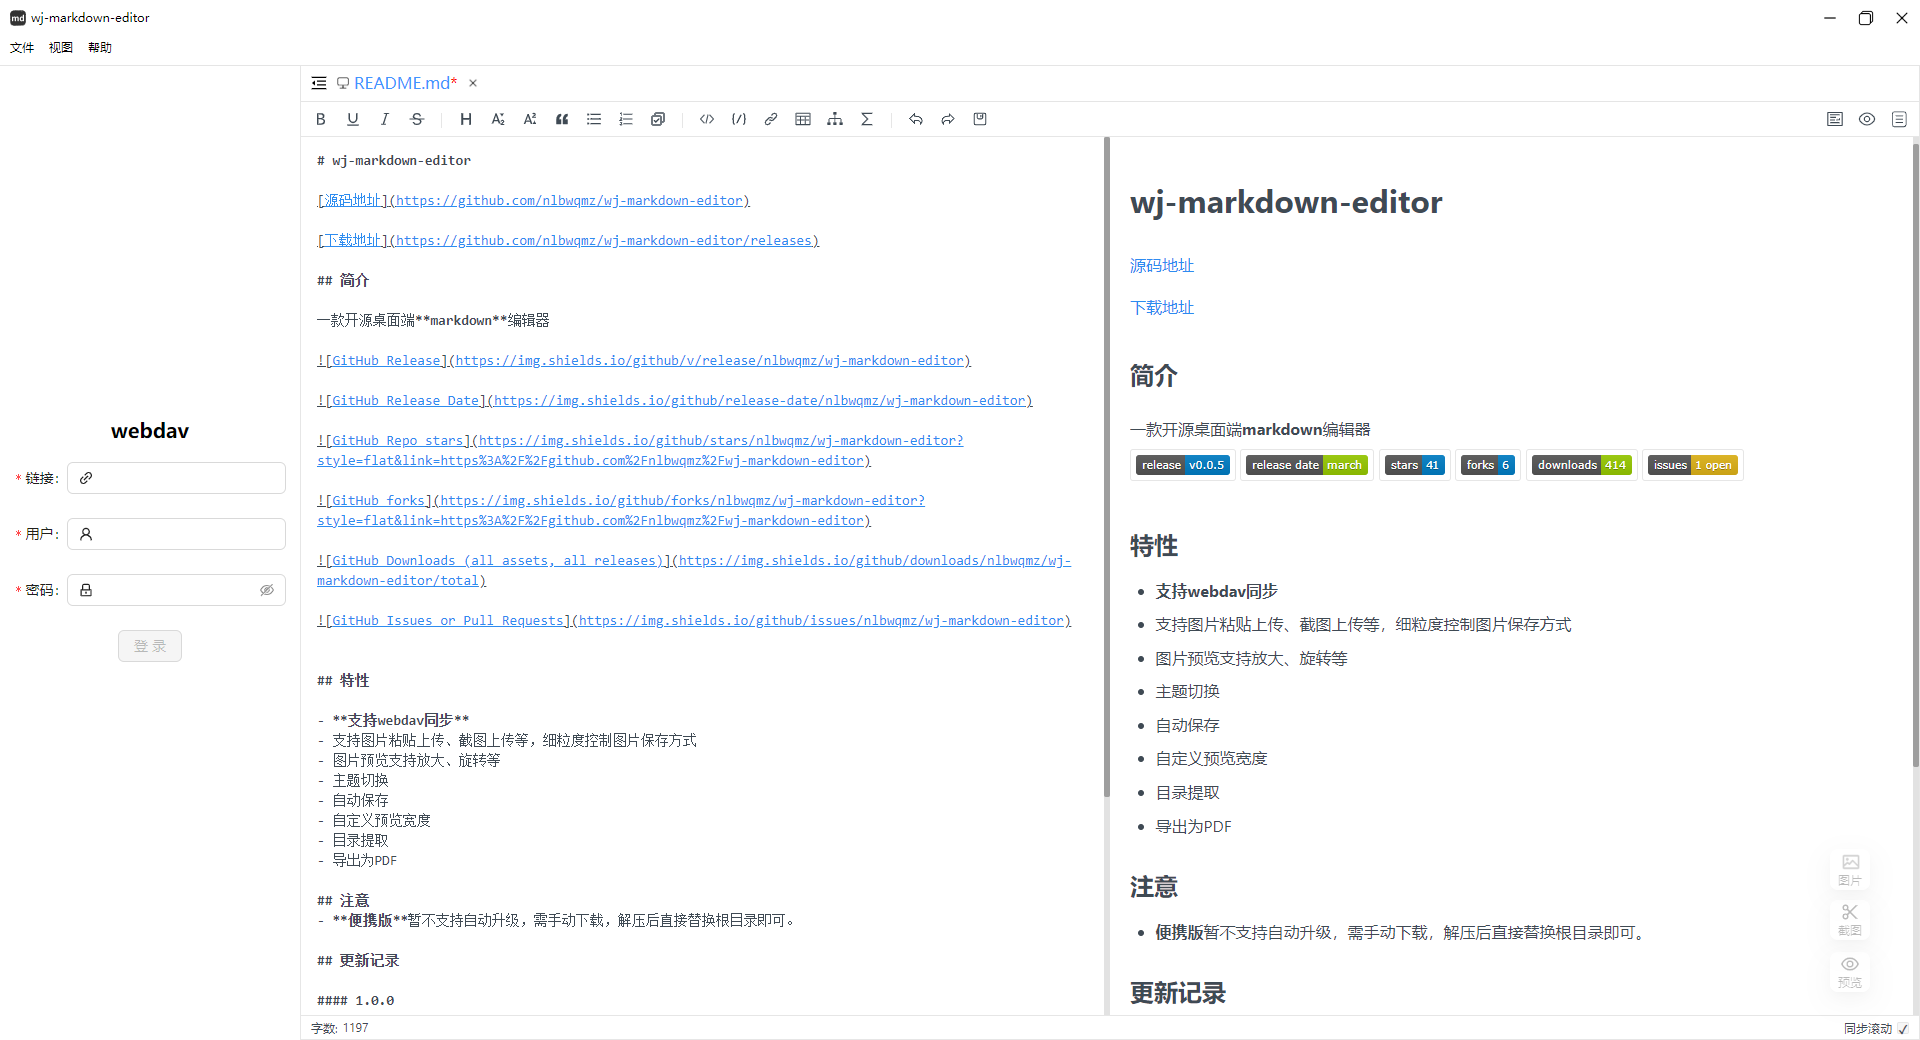 md wj-markdown-editor
文件 视图 帮助
README.md* ×
webdav
* 链接:
* 用户:
* 密码:
登 录
# wj-markdown-editor
[源码地址](https://github.com/nlbwqmz/wj-markdown-editor)
[下载地址](https://github.com/nlbwqmz/wj-markdown-editor/releases)
## 简介
一款开源桌面端**markdown**编辑器
![GitHub Release](https://img.shields.io/github/v/release/nlbwqmz/wj-markdown-editor)
![GitHub Release Date](https://img.shields.io/github/release-date/nlbwqmz/wj-markdown-editor)
![GitHub Repo stars](https://img.shields.io/github/stars/nlbwqmz/wj-markdown-editor?
style=flat&link=https%3A%2F%2Fgithub.com%2Fnlbwqmz%2Fwj-markdown-editor)
![GitHub forks](https://img.shields.io/github/forks/nlbwqmz/wj-markdown-editor?
style=flat&link=https%3A%2F%2Fgithub.com%2Fnlbwqmz%2Fwj-markdown-editor)
![GitHub Downloads (all assets, all releases)](https://img.shields.io/github/downloads/nlbwqmz/wj-
markdown-editor/total)
![GitHub Issues or Pull Requests](https://img.shields.io/github/issues/nlbwqmz/wj-markdown-editor)
## 特性
- **支持webdav同步**
- 支持图片粘贴上传、截图上传等，细粒度控制图片保存方式
- 图片预览支持放大、旋转等
- 主题切换
- 自动保存
- 自定义预览宽度
- 目录提取
- 导出为PDF
## 注意
- **便携版**暂不支持自动升级，需手动下载，解压后直接替换根目录即可。
## 更新记录
#### 1.0.0
wj-markdown-editor
源码地址
下载地址
简介
一款开源桌面端markdown编辑器
release v0.0.5 release date march stars 41 forks 6 downloads 414 issues 1 open
特性
• 支持webdav同步
• 支持图片粘贴上传、截图上传等，细粒度控制图片保存方式
• 图片预览支持放大、旋转等
• 主题切换
• 自动保存
• 自定义预览宽度
• 目录提取
• 导出为PDF
注意
• 便携版暂不支持自动升级，需手动下载，解压后直接替换根目录即可。
更新记录
图片
截图
预览
字数: 1197
同步滚动